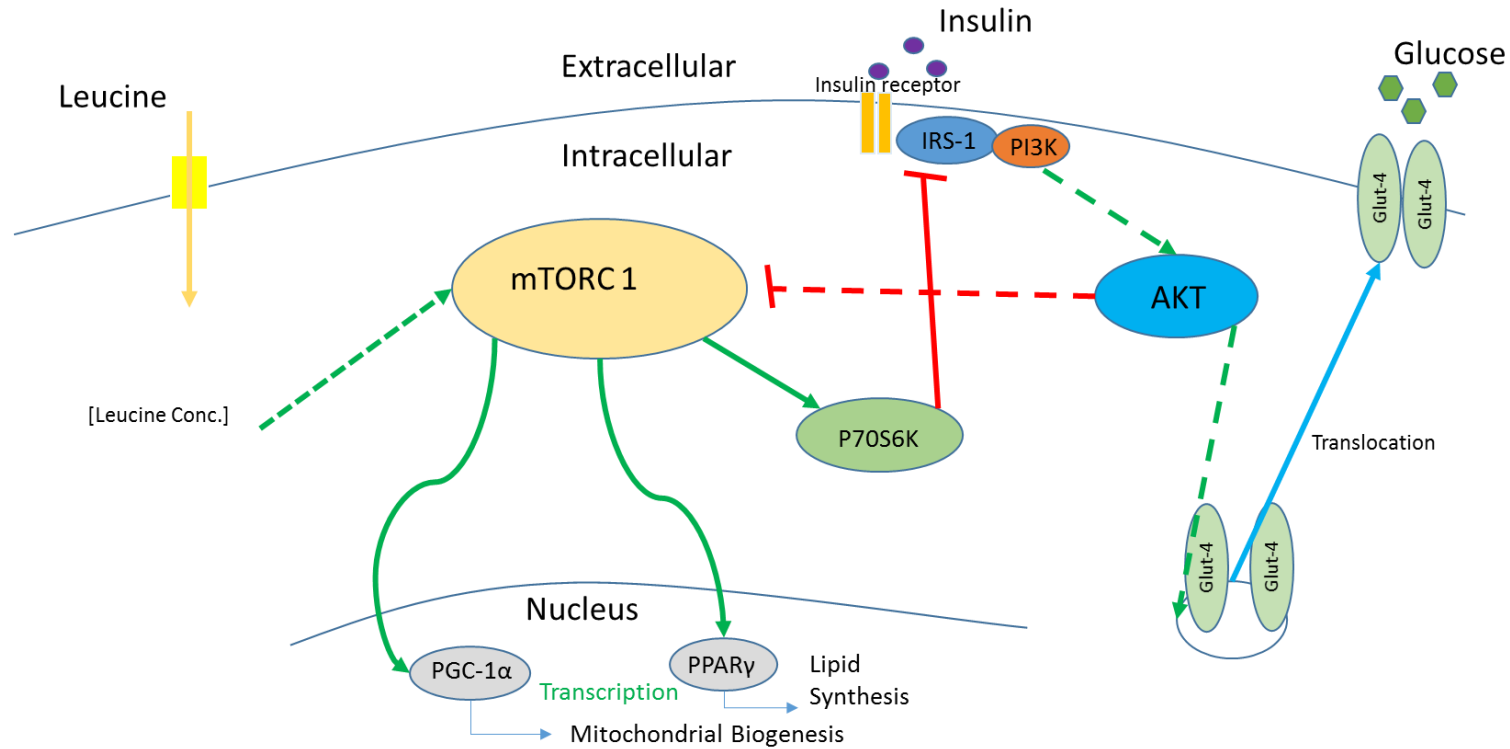 Insulin
Extracellular
Glucose
Leucine
Insulin receptor
IRS-1
PI3K
Intracellular
Glut-4
Glut-4
mTORC 1
AKT
[Leucine Conc.]
P70S6K
Translocation
Glut-4
Glut-4
Nucleus
PGC-1α
PPARγ
Lipid
Synthesis
Transcription
Mitochondrial Biogenesis